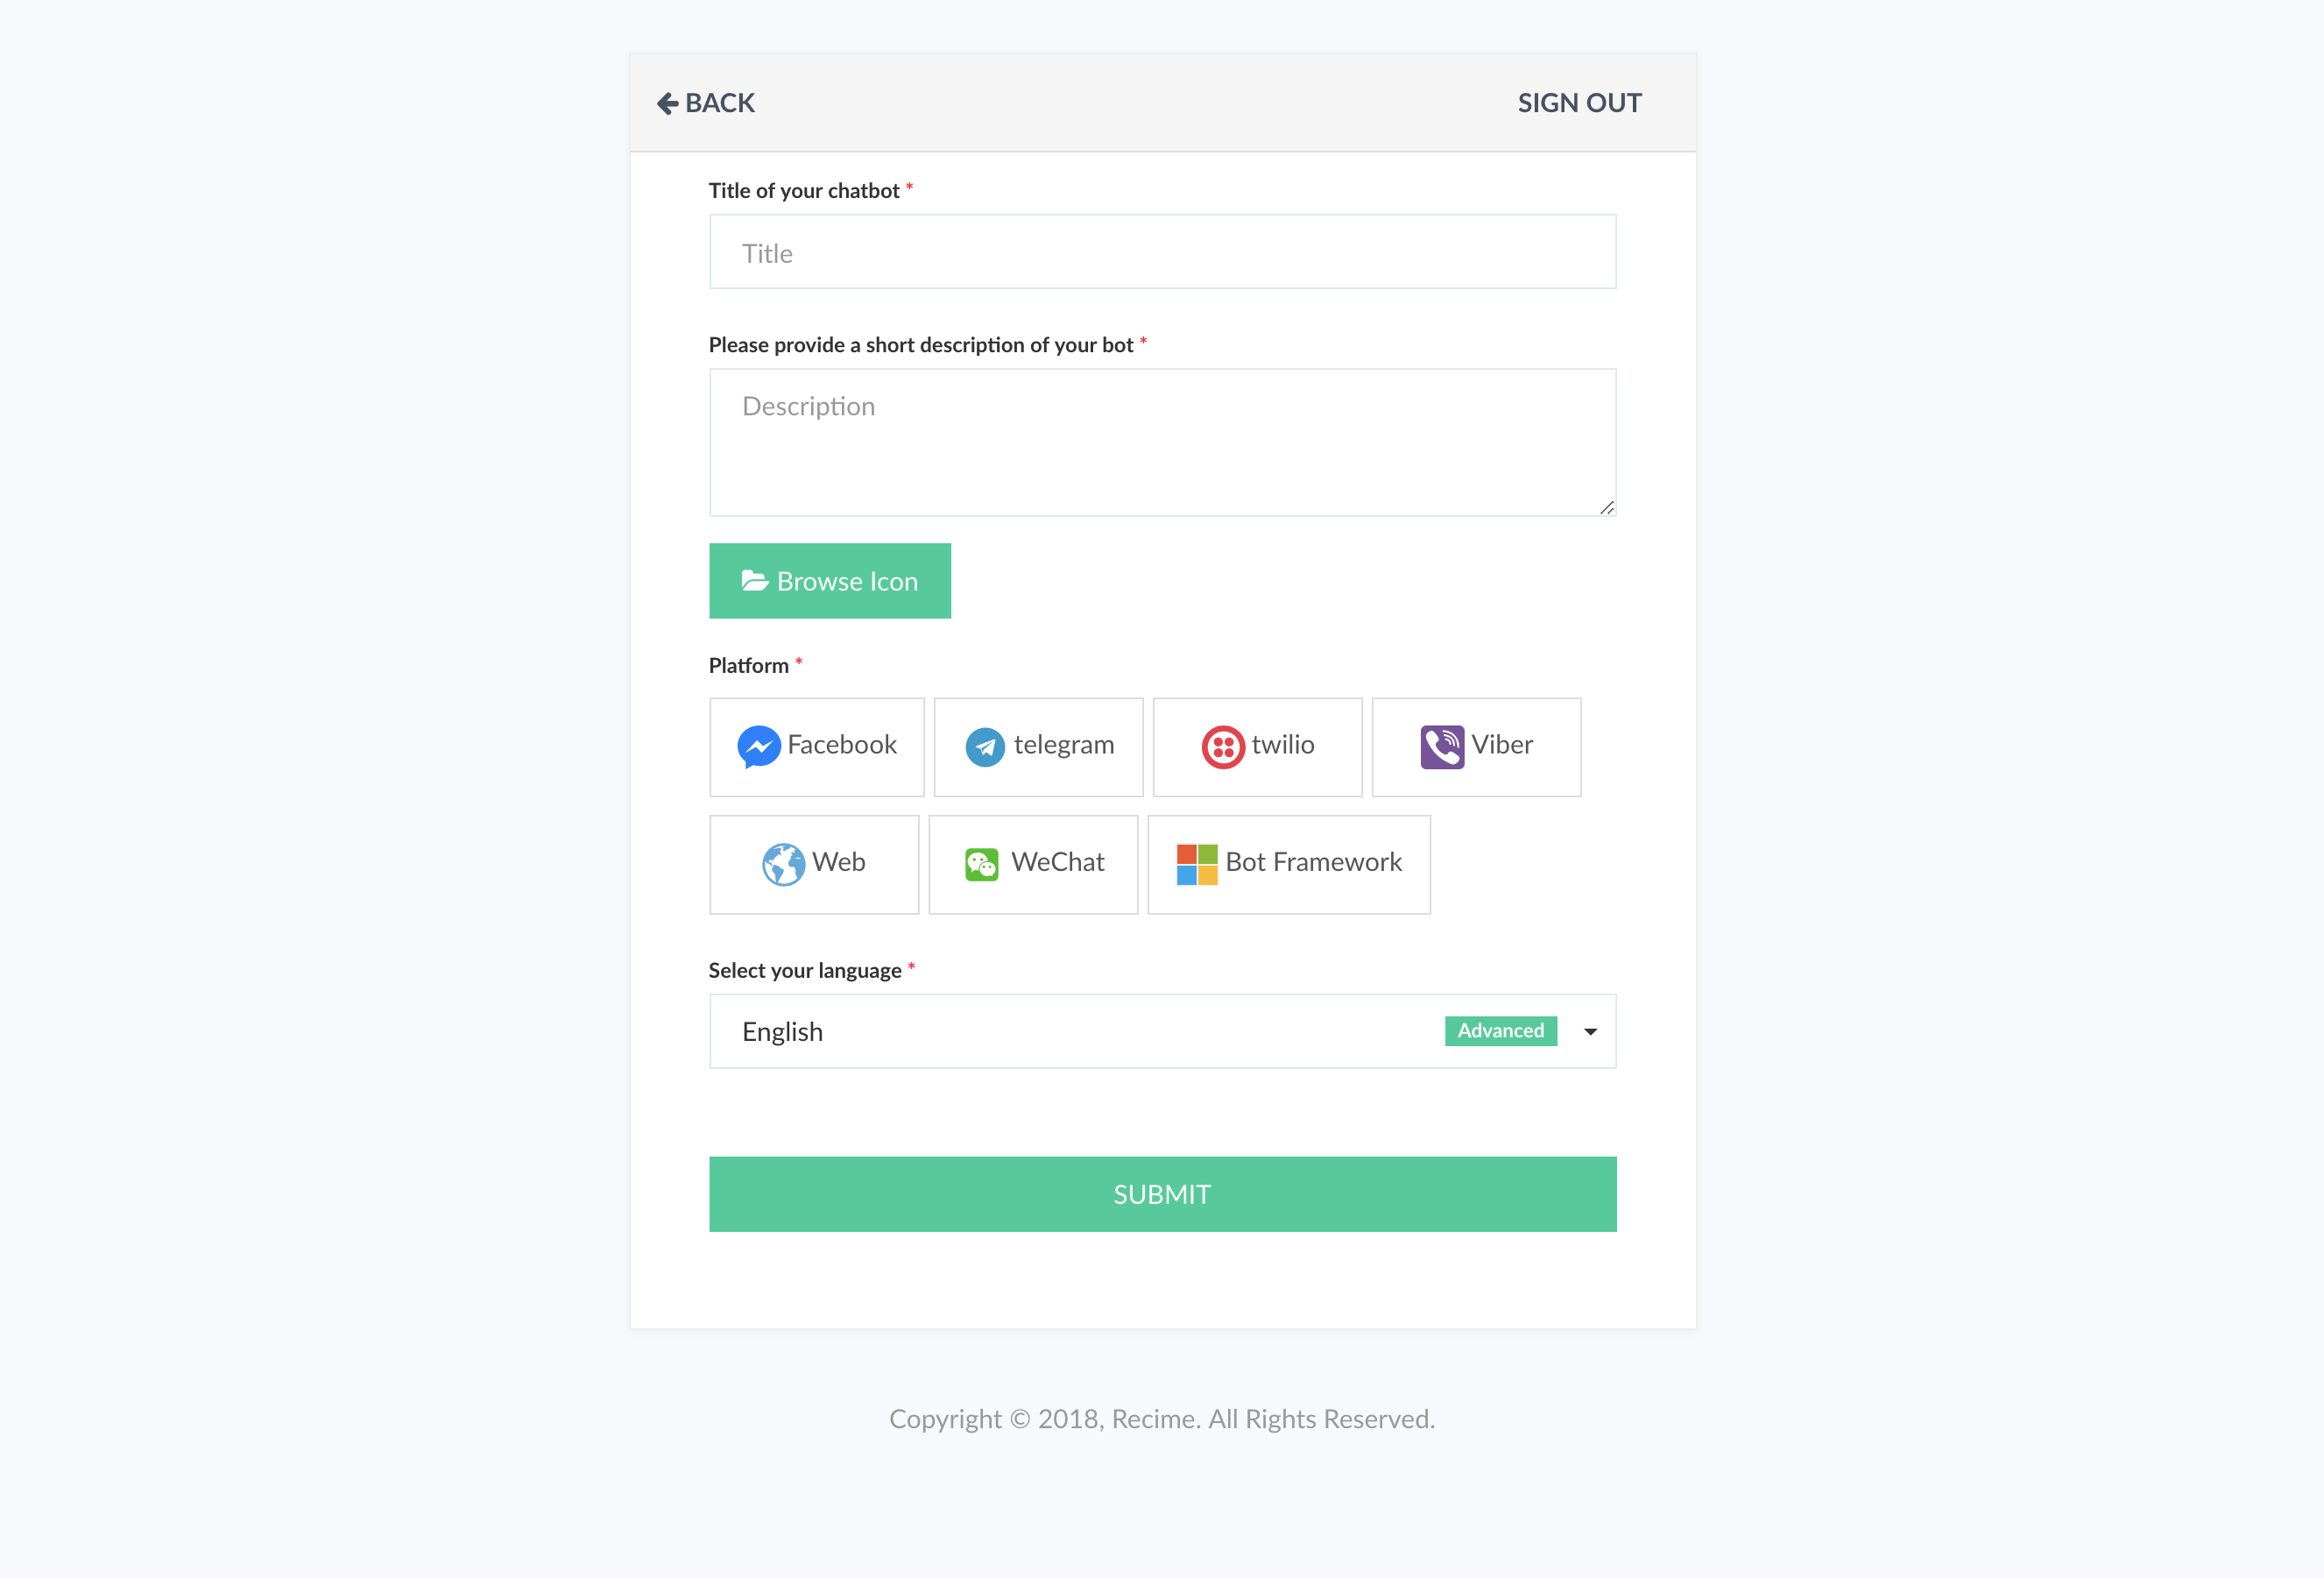 BACK SIGN OUT
Title of your chatbot *
Title
Please provide a short description of your bot *
Description
Browse Icon
Platform *
Facebook telegram twilio Viber
Web WeChat Bot Framework
Select your language *
English Advanced
SUBMIT
Copyright © 2018, Recime. All Rights Reserved.